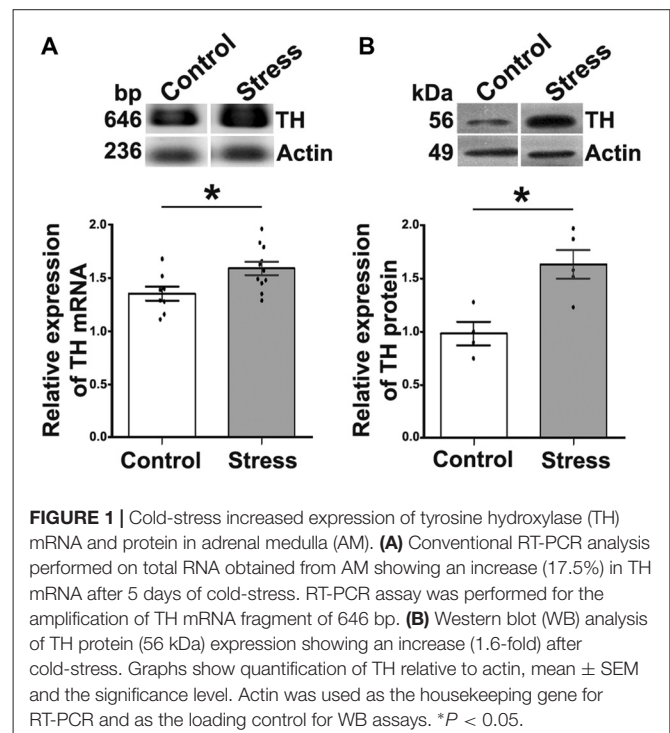 A
B
Control
Stress
Control
Stress
bp
kDa
646
TH
56
TH
236
Actin
49
Actin
*
*
2.0
1.5
1.0
0.5
0.0
Relative expression
of TH mRNA
Control
Stress
2.0
1.5
1.0
0.5
0.0
Relative expression
of TH protein
Control
Stress
FIGURE 1 | Cold-stress increased expression of tyrosine hydroxylase (TH)
mRNA and protein in adrenal medulla (AM). (A) Conventional RT-PCR analysis
performed on total RNA obtained from AM showing an increase (17.5%) in TH
mRNA after 5 days of cold-stress. RT-PCR assay was performed for the
amplification of TH mRNA fragment of 646 bp. (B) Western blot (WB) analysis
of TH protein (56 kDa) expression showing an increase (1.6-fold) after
cold-stress. Graphs show quantification of TH relative to actin, mean ± SEM
and the significance level. Actin was used as the housekeeping gene for
RT-PCR and as the loading control for WB assays. *P < 0.05.